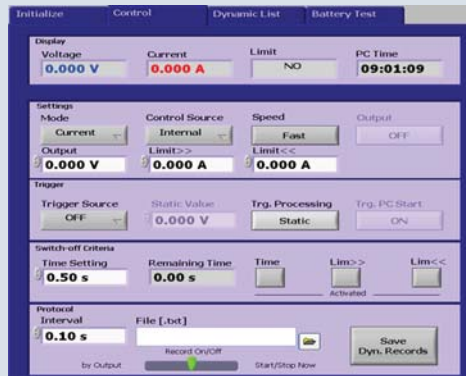 Initialize Control Dynamic List Battery Test
Display
Voltage Current Limit PC Time
0.000 V 0.000 A NO 09:01:09
Settings
Mode Control Source Speed Output
Current Internal Fast OFF
Output Limit>> Limit<<
0.000 V 0.000 A 0.000 A
Trigger
Trigger Source Static Value Trg. Processing Trg. PC Start
OFF 0.000 V Static ON
Switch-off Criteria
Time Setting Remaining Time Time Lim>> Lim<<
0.50 s 0.00 s
Activated
Protocol
Interval File [.txt]
0.10 s
Save
Dyn. Records
Record On/Off
by Output Start/Stop Now